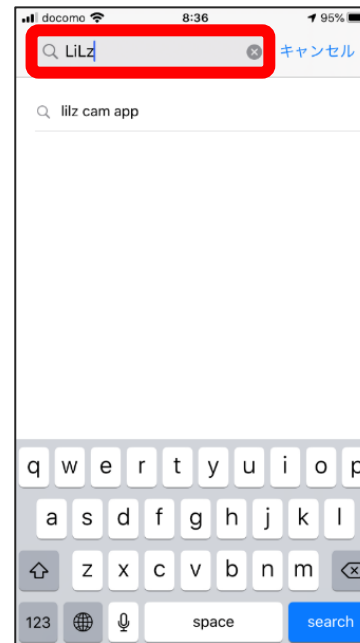 docomo 8:36 95%
LiLz キャンセル
lilz cam app
q w e r t y u i o p
a s d f g h j k l
z x c v b n m
123 space search